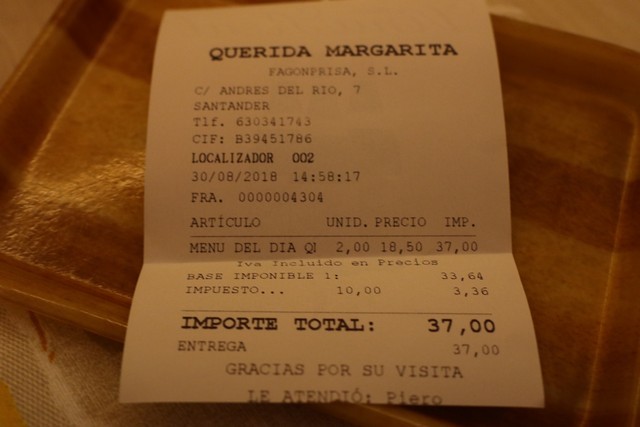 QUERIDA MARGARITA
FAGONPRISA, S.L.
C/ ANDRES DEL RIO, 7
SANTANDER
Tlf. 630341743
CIF: B39451786
LOCALIZADOR 002
30/08/2018 14:58:17
FRA. 0000004304
ARTÍCULO UNID. PRECIO IMP.
MENU DEL DIA QI 2,00 18,50 37,00
Iva Incluido en Precios
BASE IMPONIBLE 1: 33,64
IMPUESTO... 10,00 3,36
IMPORTE TOTAL: 37,00
ENTREGA 37,00
GRACIAS POR SU VISITA
LE ATENDIÓ: Piero